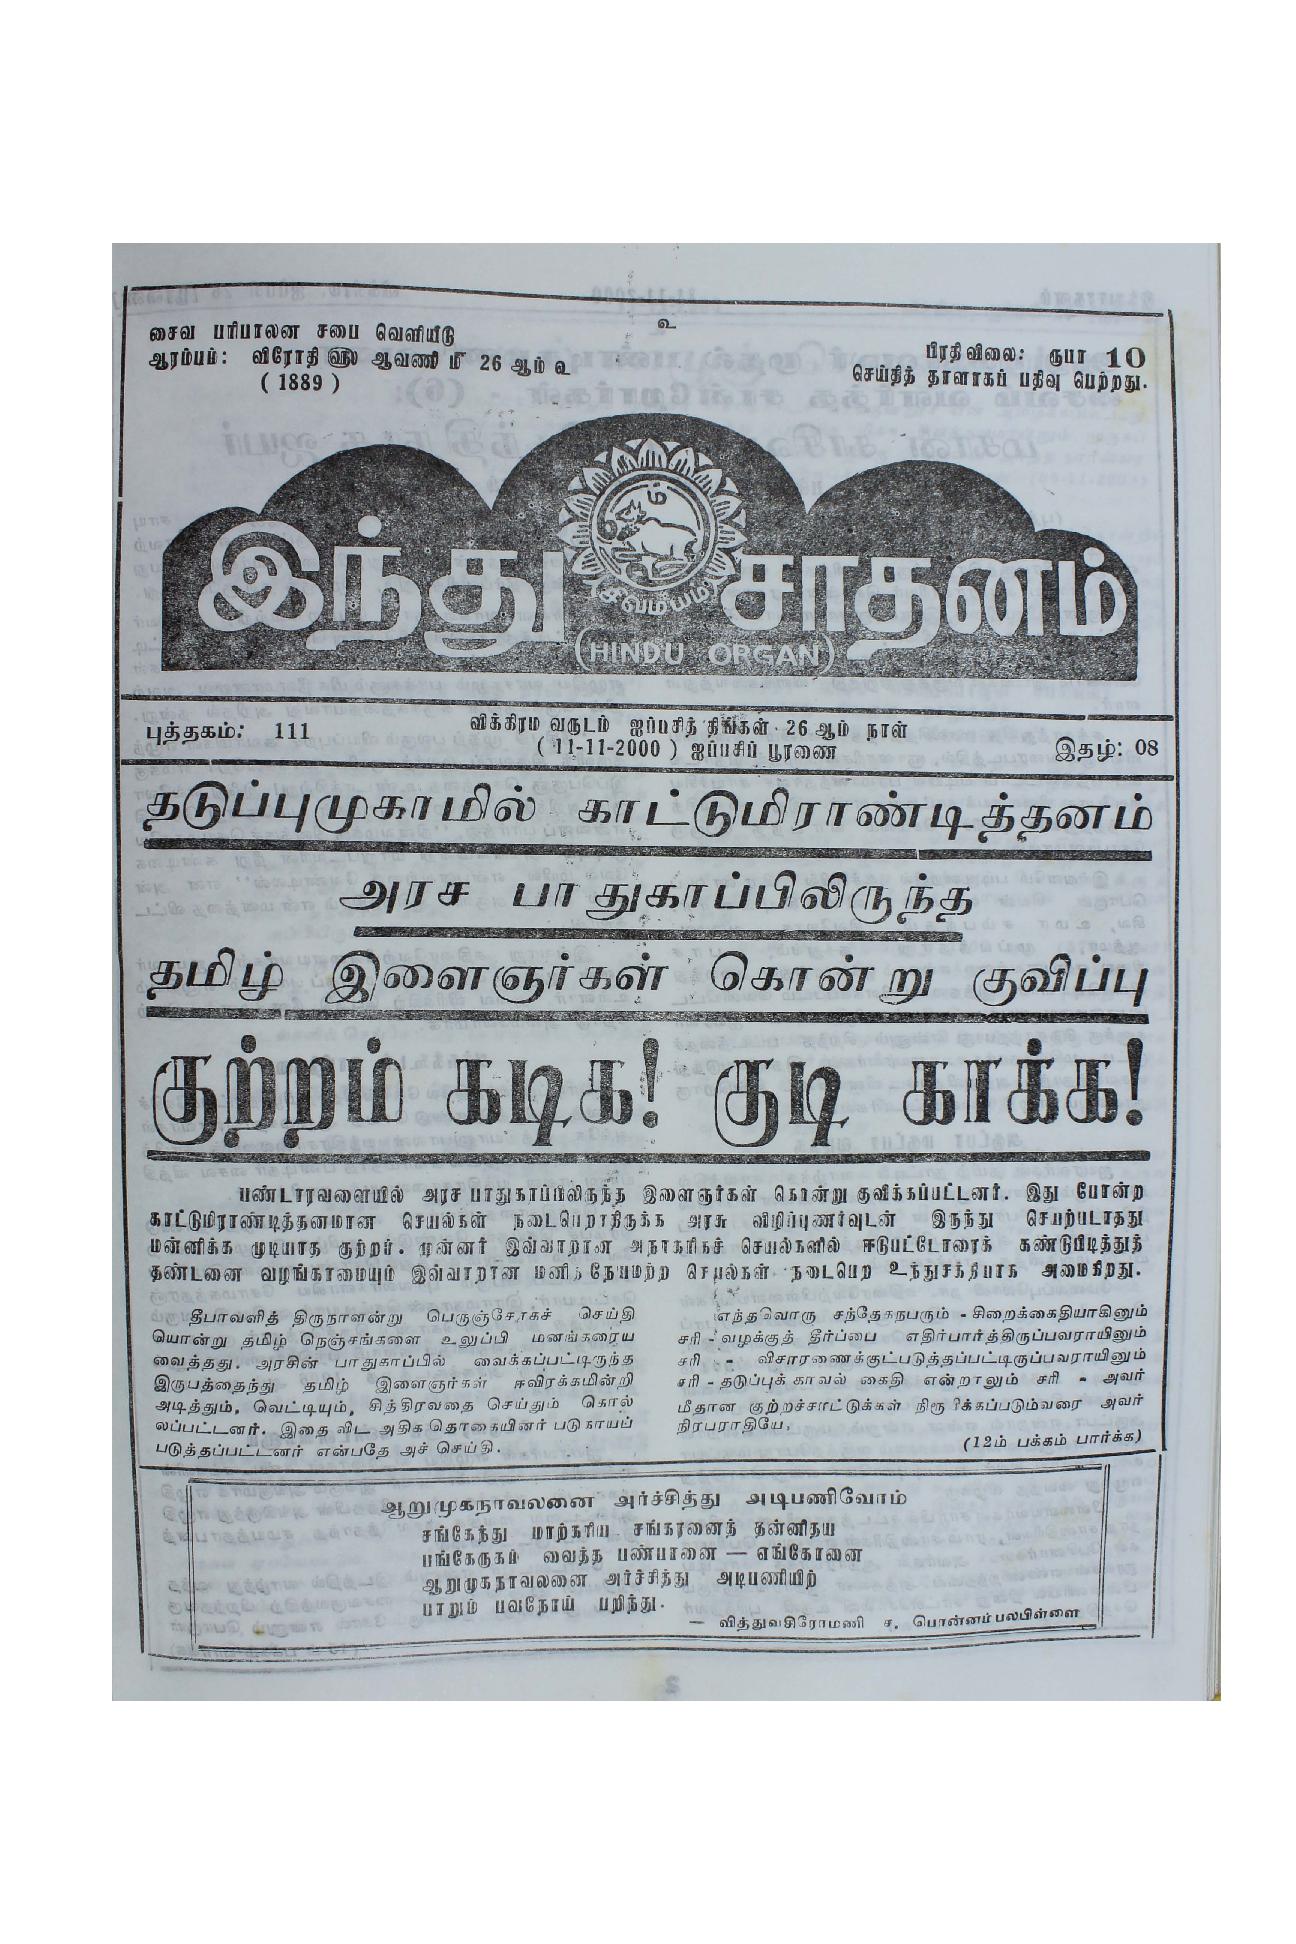 உ
சைவ பரிபாலன சபை வெளியீடு
ஆரம்பம்: விரோதி ௵ ஆவணி ௴ 26 ஆம் உ
( 1889 )
பிரதிவிலை: ரூபா 10
செய்தித் தாளாகப் பதிவு பெற்றது.
இந்து சாதனம்
சிவமயம்
(HINDU ORGAN)
புத்தகம்: 111
விக்கிரம வருடம் ஐப்பசித் திங்கள் 26 ஆம் நாள்
( 11-11-2000 ) ஐப்பசிப் பூரணை
இதழ்: 08
தடுப்புமுகாமில் காட்டுமிராண்டித்தனம்
அரச பாதுகாப்பிலிருந்த
தமிழ் இளைஞர்கள் கொன்று குவிப்பு
குற்றம் கடிக! குடி காக்க!
பண்டாரவளையில் அரச பாதுகாப்பிலிருந்த இளைஞர்கள் கொன்று குவிக்கப்பட்டனர். இது போன்ற
காட்டுமிராண்டித்தனமான செயல்கள் நடைபெறாதிருக்க அரசு விழிப்புணர்வுடன் இருந்து செயற்படாதது
மன்னிக்க முடியாத குற்றம். முன்னர் இவ்வாறான அநாகரிகச் செயல்களில் ஈடுபட்டோரைக் கண்டுபிடித்துத்
தண்டனை வழங்காமையும் இவ்வாறான மனிதநேயமற்ற செயல்கள் நடைபெற உந்துசக்தியாக அமைகிறது.
தீபாவளித் திருநாளன்று பெருஞ்சோகச் செய்தி
யொன்று தமிழ் நெஞ்சங்களை உலுப்பி மனங்கரைய
வைத்தது. அரசின் பாதுகாப்பில் வைக்கப்பட்டிருந்த
இருபத்தைந்து தமிழ் இளைஞர்கள் ஈவிரக்கமின்றி
அடித்தும், வெட்டியும், சித்திரவதை செய்தும் கொல்
லப்பட்டனர். இதை விட அதிக தொகையினர் படுகாயப்
படுத்தப்பட்டனர் என்பதே அச் செய்தி.
எந்தவொரு சந்தேகநபரும் - சிறைக்கைதியாகினும்
சரி - வழக்குத் தீர்ப்பை எதிர்பார்த்திருப்பவராயினும்
சரி - விசாரணைக்குட்படுத்தப்பட்டிருப்பவராயினும்
சரி - தடுப்புக் காவல் கைதி என்றாலும் சரி - அவர்
மீதான குற்றச்சாட்டுக்கள் நிரூபிக்கப்படும்வரை அவர்
நிரபராதியே.
(12ம் பக்கம் பார்க்க)
ஆறுமுகநாவலனை அர்ச்சித்து அடிபணிவோம்
சங்கேந்து மாற்கரிய சங்கரனைத் தன்னிதய
பங்கேருகம் வைத்த பண்பானை — எங்கோனை
ஆறுமுகநாவலனை அர்ச்சித்து அடிபணியிற்
பாறும் பவநோய் பறிந்து.
— வித்துவசிரோமணி ச. பொன்னம்பலபிள்ளை